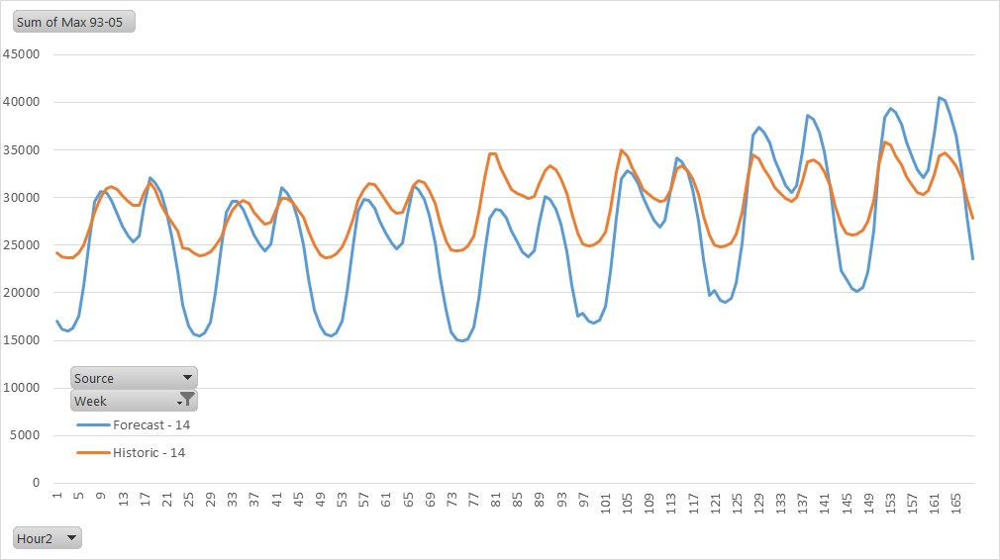 Sum of Max 93-05
45000
40000
35000
30000
25000
20000
15000
10000
5000
0
Source
Week
Forecast - 14
Historic - 14
1 5 9 13 17 21 25 29 33 37 41 45 49 53 57 61 65 69 73 77 81 85 89 93 97 101 105 109 113 117 121 125 129 133 137 141 145 149 153 157 161 165
Hour2